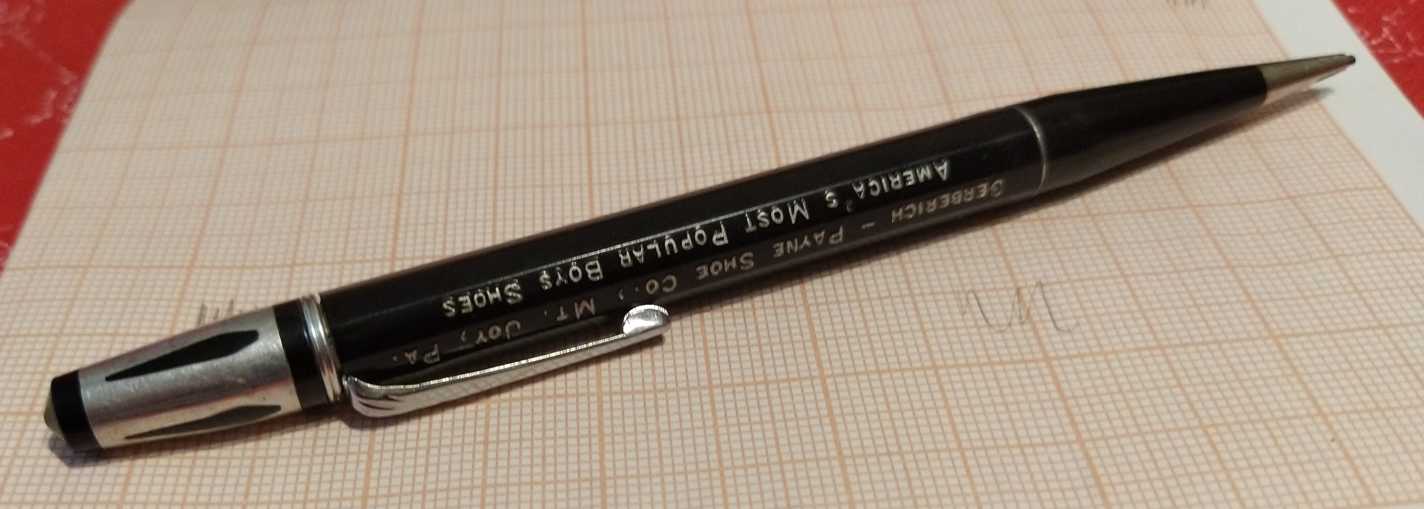 GERBERICH – PAYNE SHOE CO., MT. JOY, PA.
AMERICA'S MOST POPULAR BOYS SHOES